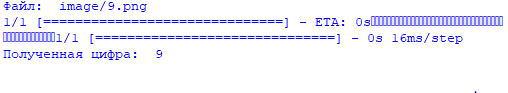 Файл:  image/9.png
1/1 [==============================] - ETA: 0s
1/1 [==============================] - 0s 16ms/step
Полученная цифра:  9